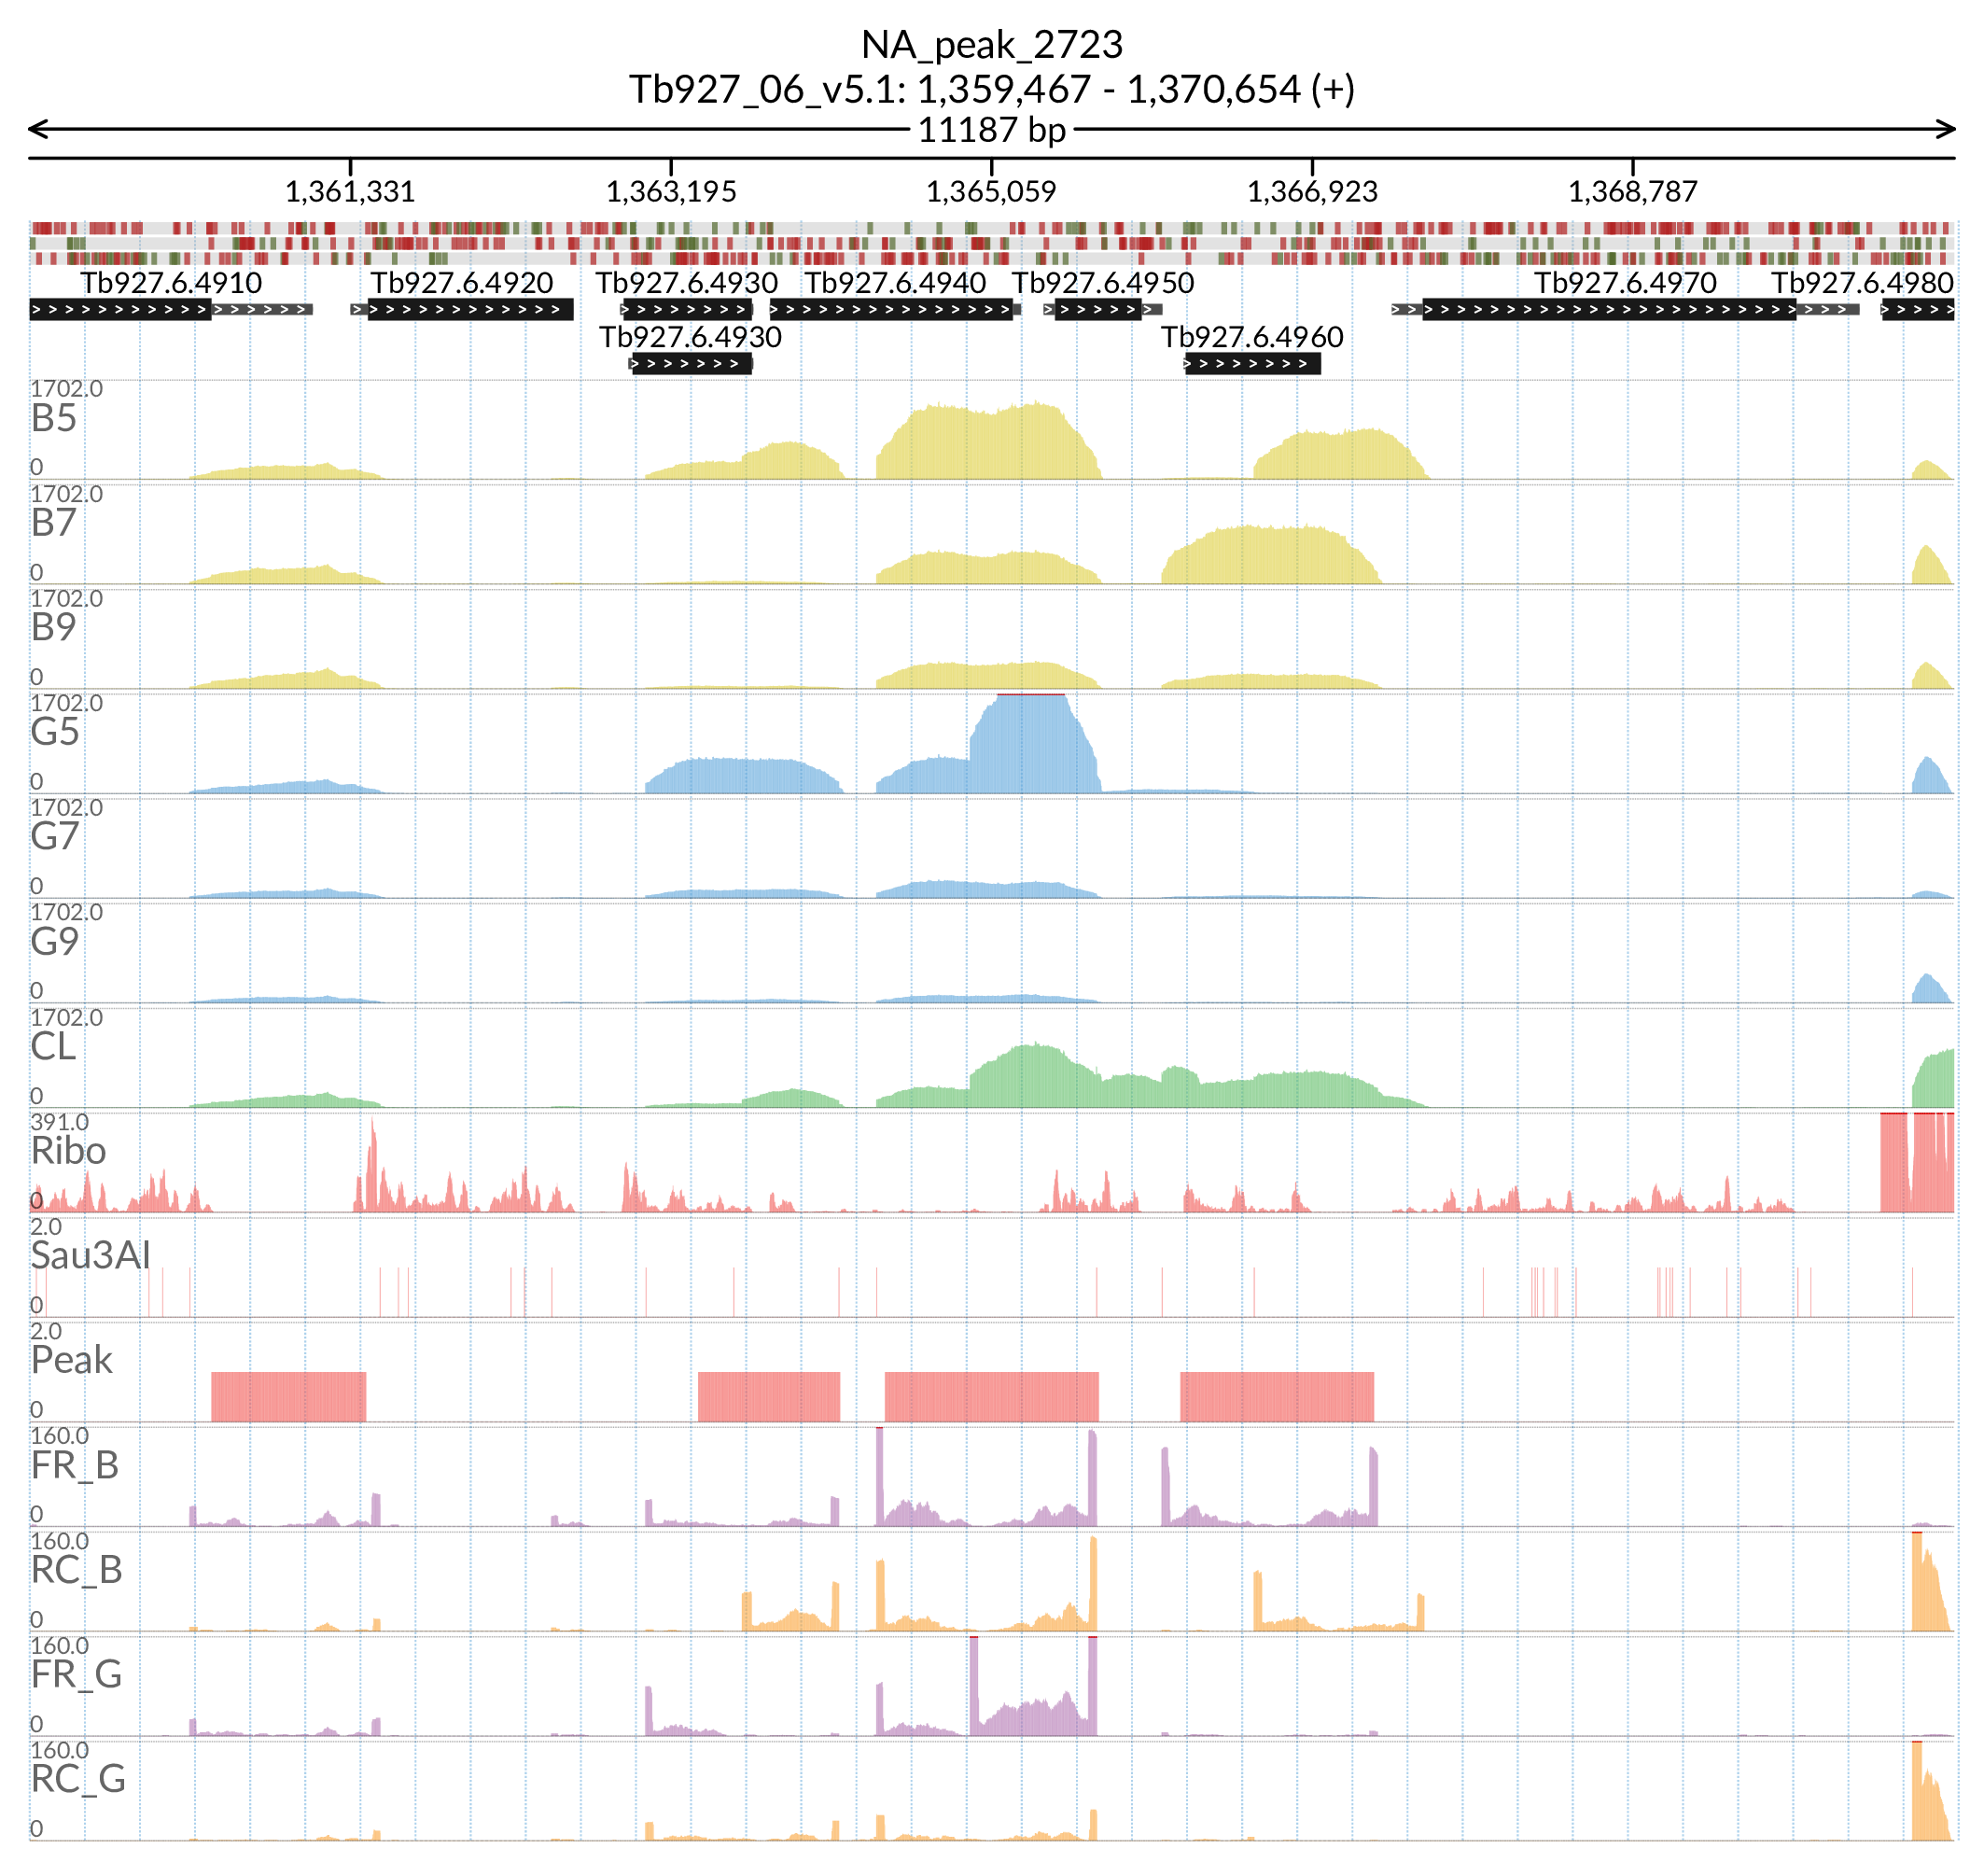 NA_peak_2723
Tb927_06_v5.1: 1,359,467 - 1,370,654 (+)
11187 bp
1,361,331 1,363,195 1,365,059 1,366,923 1,368,787
Tb927.6.4910 Tb927.6.4920 Tb927.6.4930 Tb927.6.4940 Tb927.6.4950 Tb927.6.4970 Tb927.6.4980
Tb927.6.4930 Tb927.6.4960
1702.0
B5
0
1702.0
B7
0
1702.0
B9
0
1702.0
G5
0
1702.0
G7
0
1702.0
G9
0
1702.0
CL
0
391.0
Ribo
0
2.0
Sau3AI
0
2.0
Peak
0
160.0
FR_B
0
160.0
RC_B
0
160.0
FR_G
0
160.0
RC_G
0